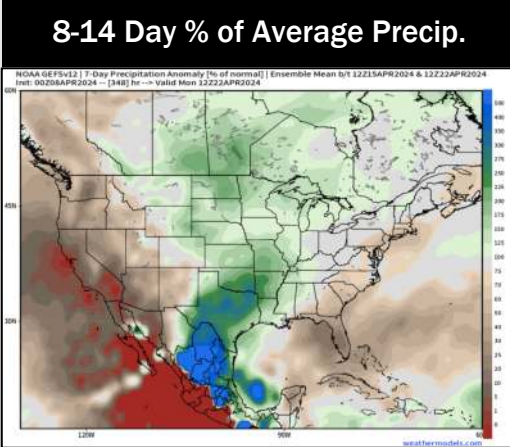 8-14 Day % of Average Precip.
NOAA GEFSv12 | 7-Day Precipitation Anomaly [% of normal] | Ensemble Mean b/t 12Z15APR2024 & 12Z22APR2024
Init: 00Z08APR2024 -- [348] hr--> Valid Mon 12Z22APR2024
60N
45N
30N
120W
90W
weathermodels.com